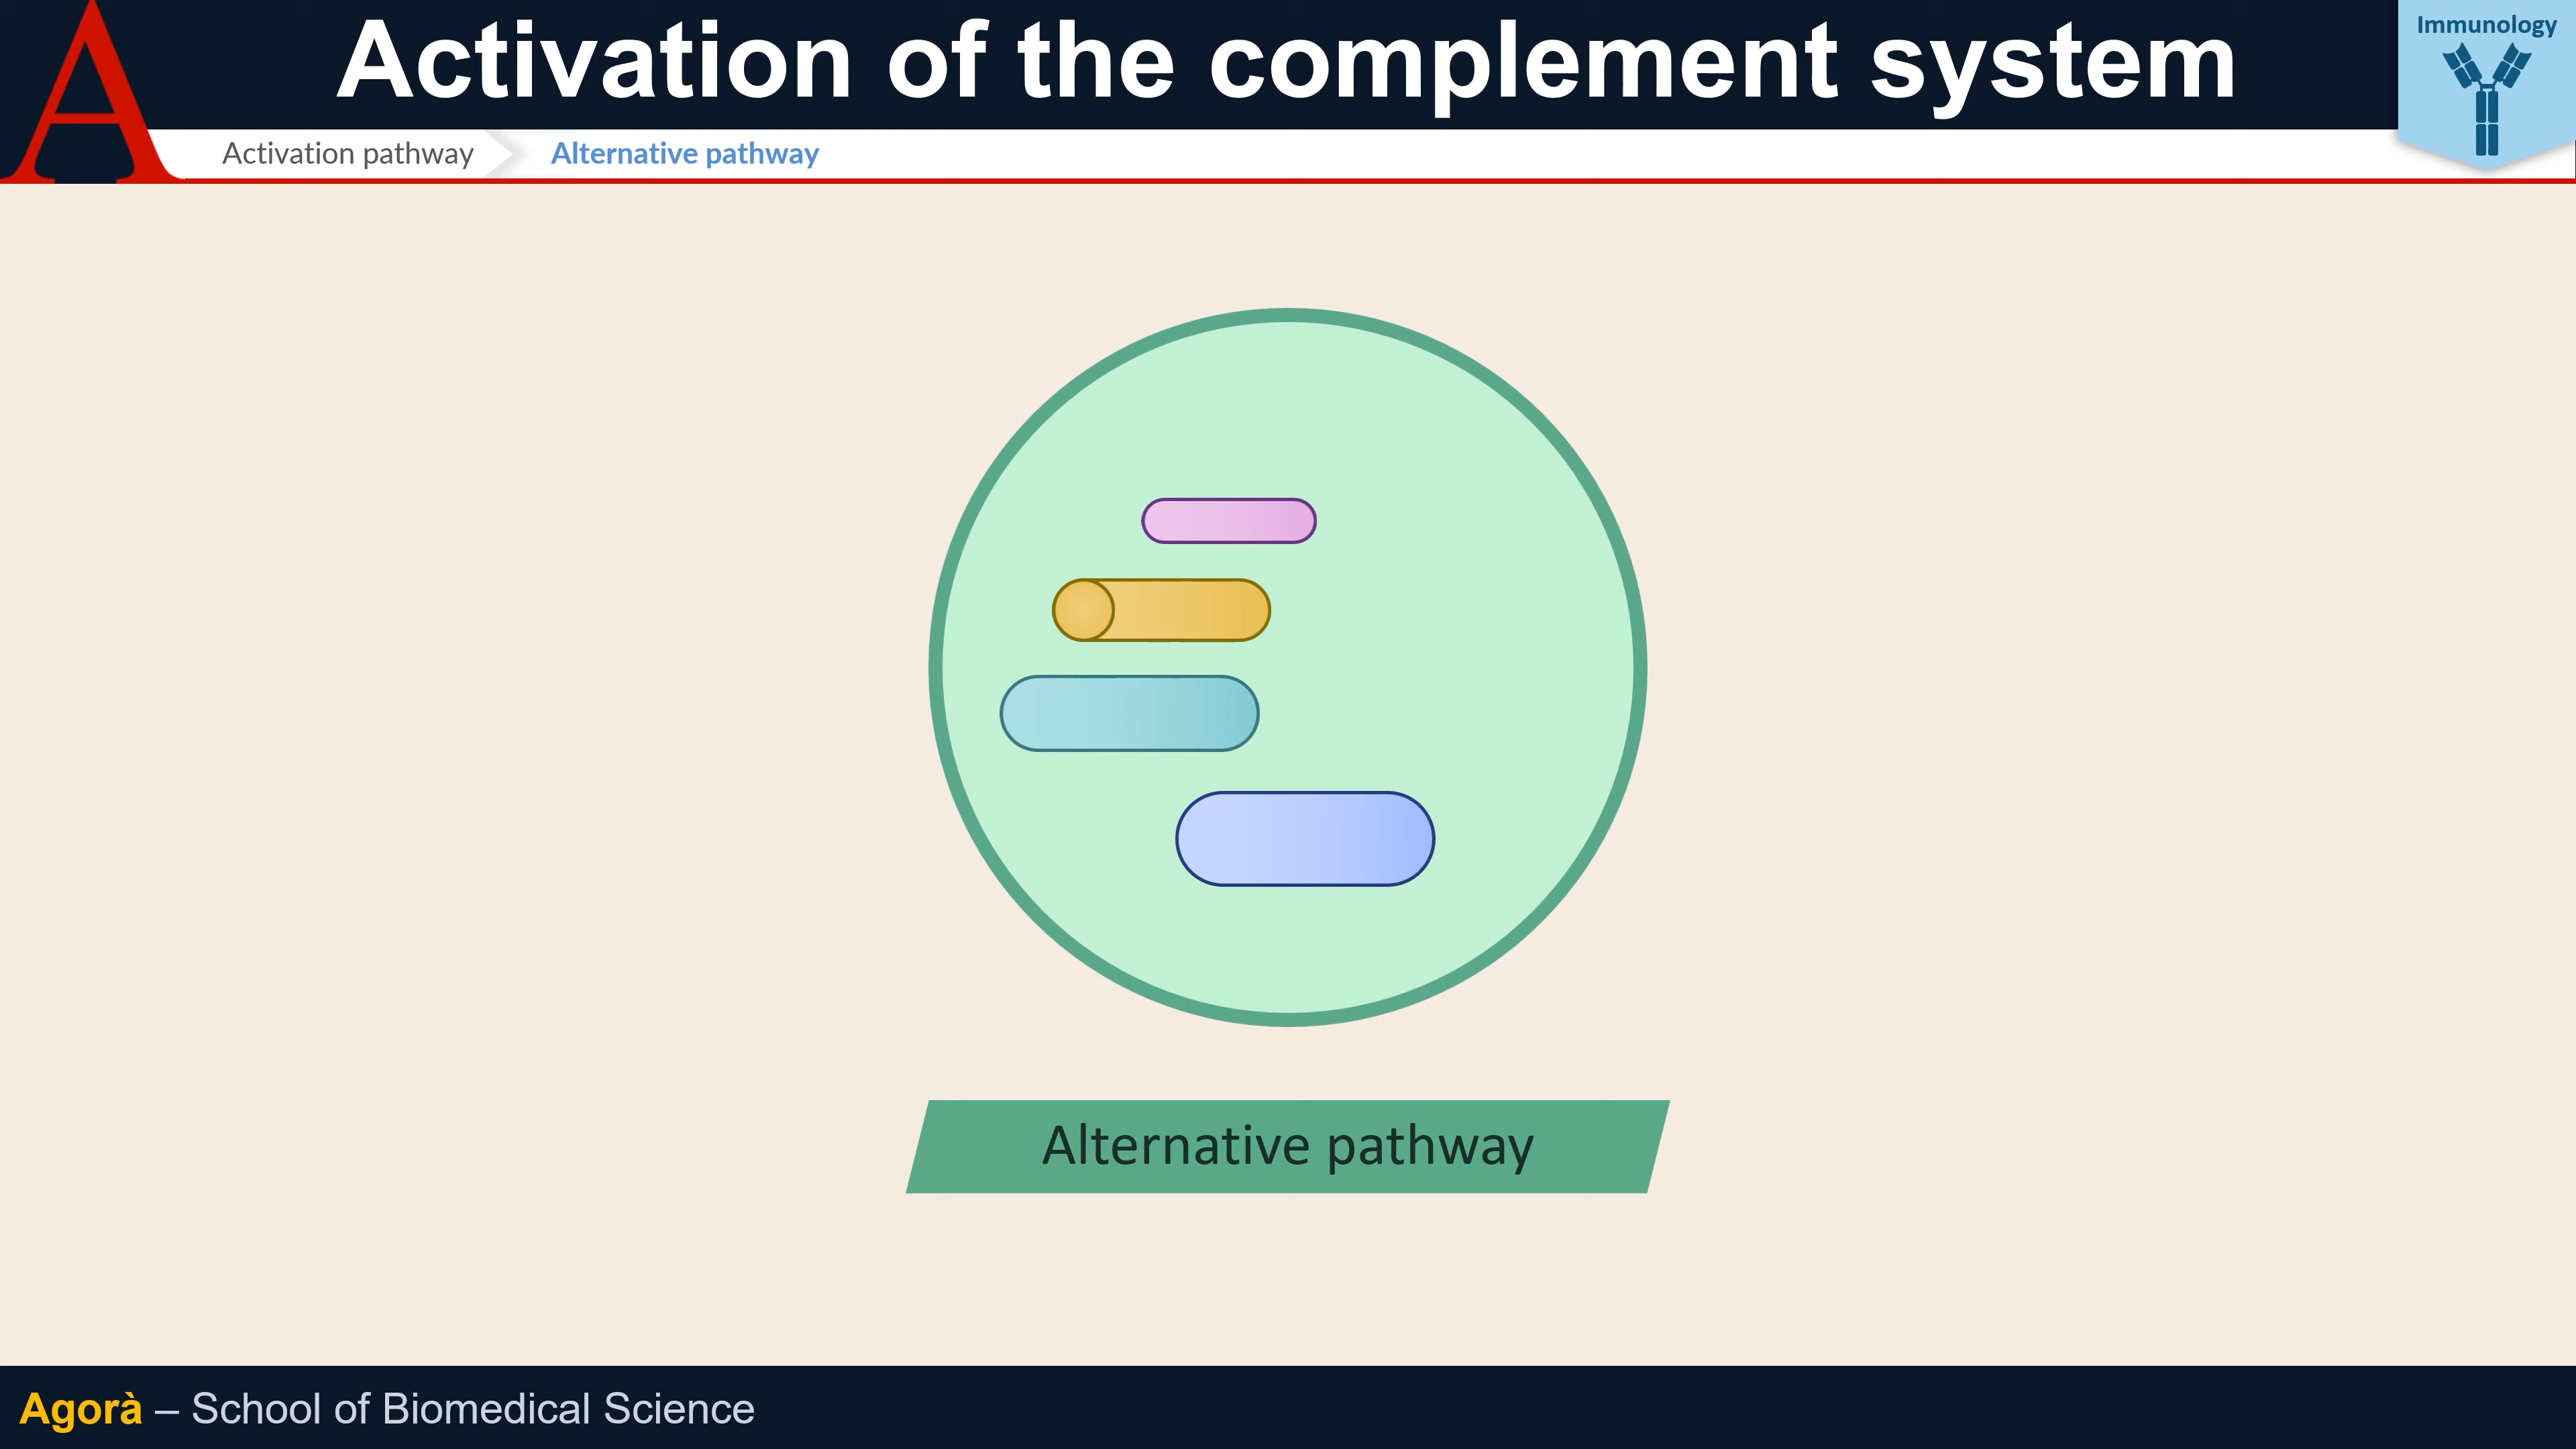 A
Activation of the complement system
Immunology
Activation pathway
Alternative pathway
Alternative pathway
Agorà – School of Biomedical Science